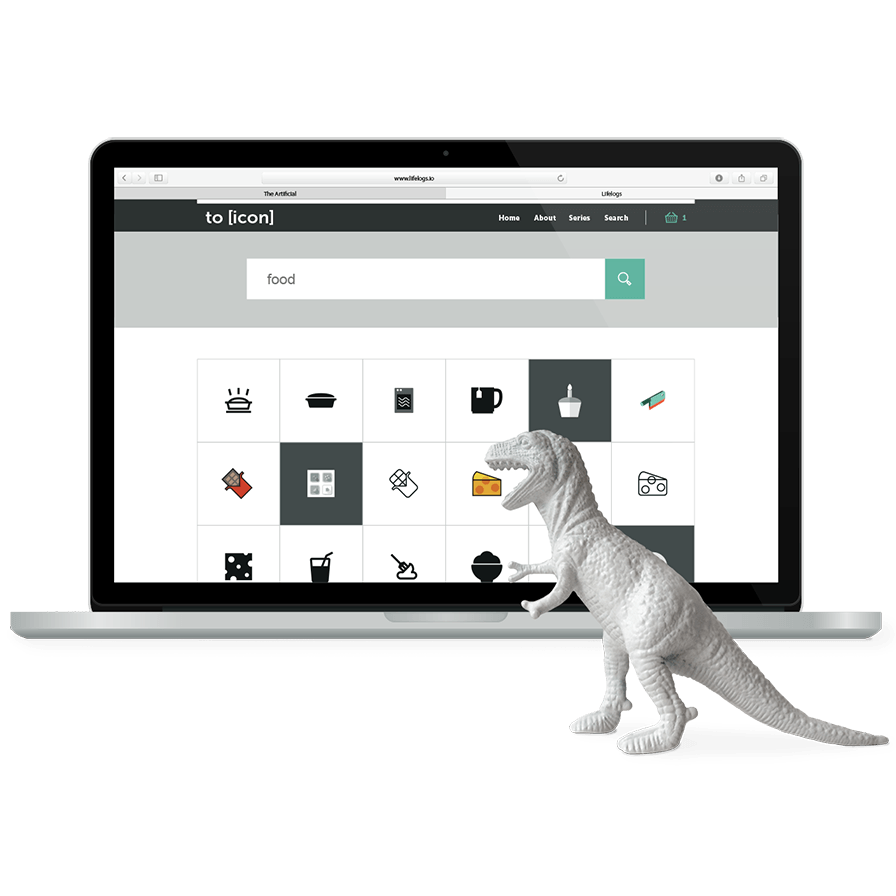 www.lifelogs.io
The Artificial
Lifelogs
to [icon]
Home About Series Search 1
food